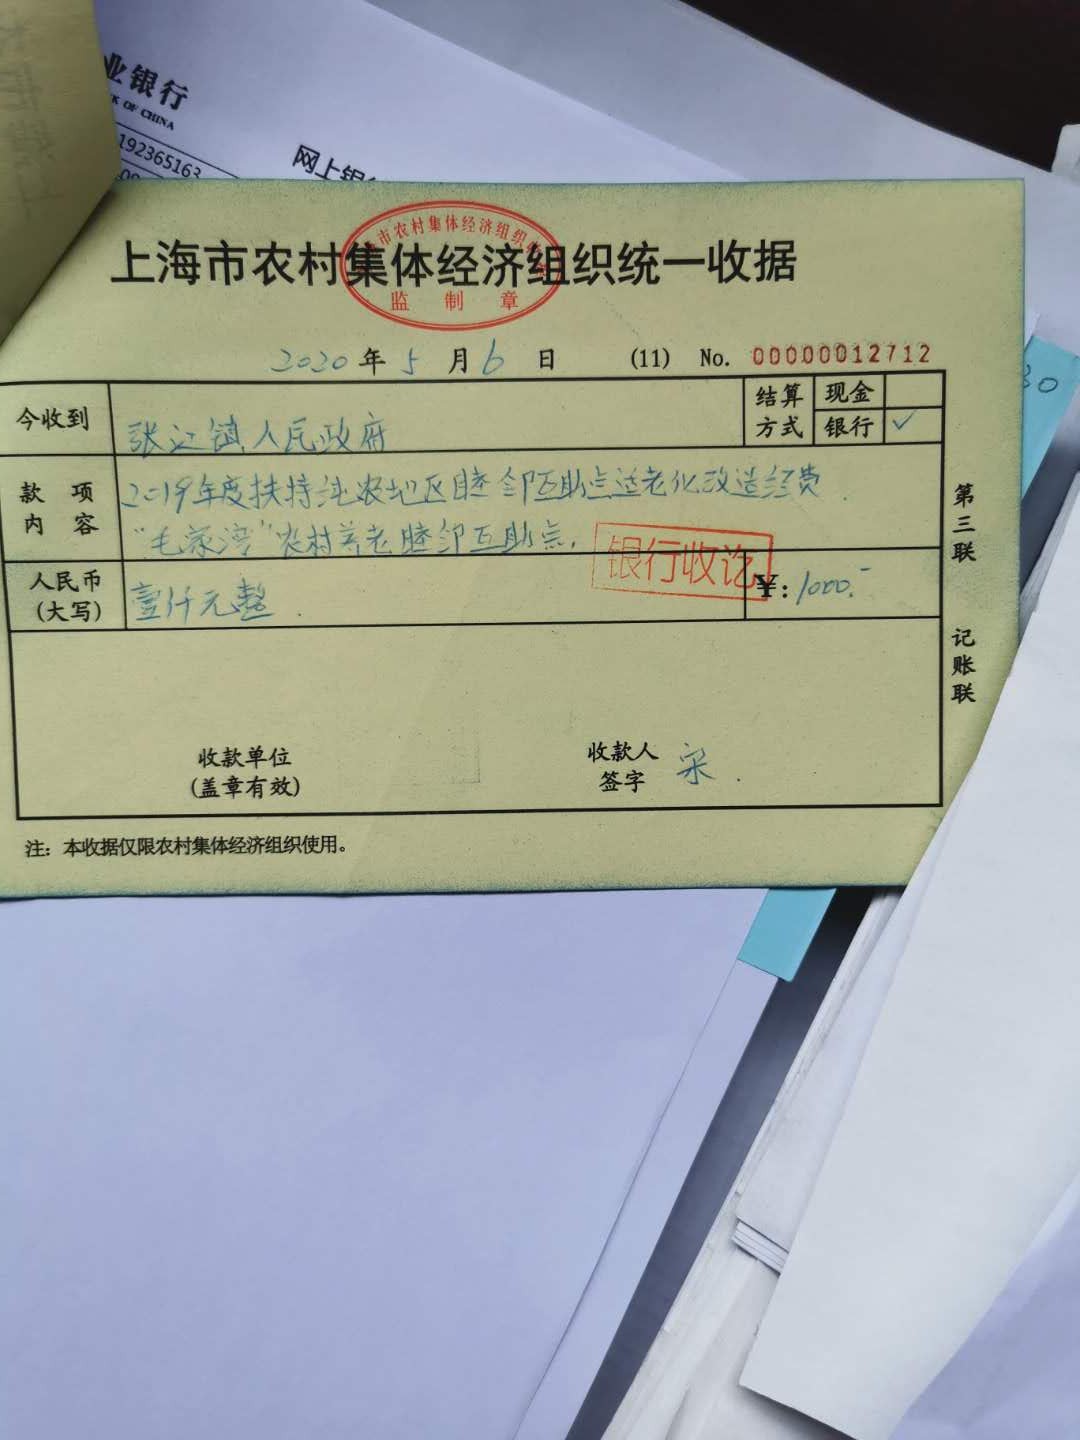 业银行
K OF CHINA
192365163
网上银
上海市农村集体经济组织统一收据
市农村集体经济组织
监制章
2020年5月6日 (11) No. 00000012712
今收到 张江镇人民政府
结算方式 现金
银行 ✓
款项内容 2019年度扶持纯农地区睦邻互助点适老化改造经费.
"毛家湾"农村养老睦邻互助点.
银行收讫
人民币(大写) 壹仟元整. ¥:1000.-
收款单位
(盖章有效)
收款人
签字 宋.
注：本收据仅限农村集体经济组织使用。
第三联
记账联
30